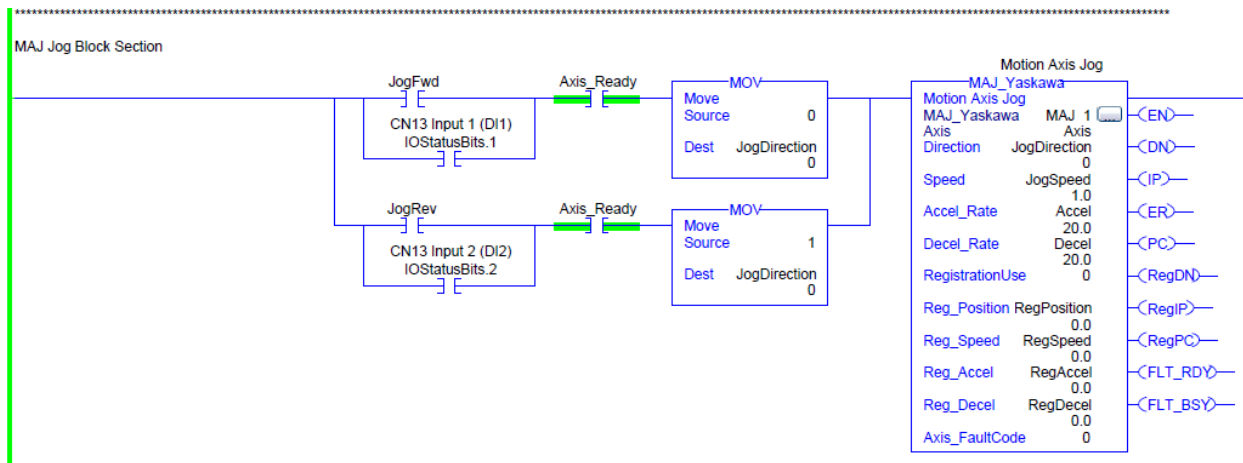 ********************************************************************************
MAJ Jog Block Section
JogFwd
Axis_Ready
CN13 Input 1 (DI1)
IOStatusBits.1
MOV
Move
Source 0
Dest JogDirection
0
JogRev
Axis_Ready
CN13 Input 2 (DI2)
IOStatusBits.2
MOV
Move
Source 1
Dest JogDirection
0
Motion Axis Jog
MAJ_Yaskawa
Motion Axis Jog
MAJ_Yaskawa MAJ_1 ...
Axis Axis
Direction JogDirection
0
Speed JogSpeed
1.0
Accel_Rate Accel
20.0
Decel_Rate Decel
20.0
RegistrationUse 0
Reg_Position RegPosition
0.0
Reg_Speed RegSpeed
0.0
Reg_Accel RegAccel
0.0
Reg_Decel RegDecel
0.0
Axis_FaultCode 0
EN
DN
IP
ER
PC
RegDN
RegIP
RegPC
FLT_RDY
FLT_BSY